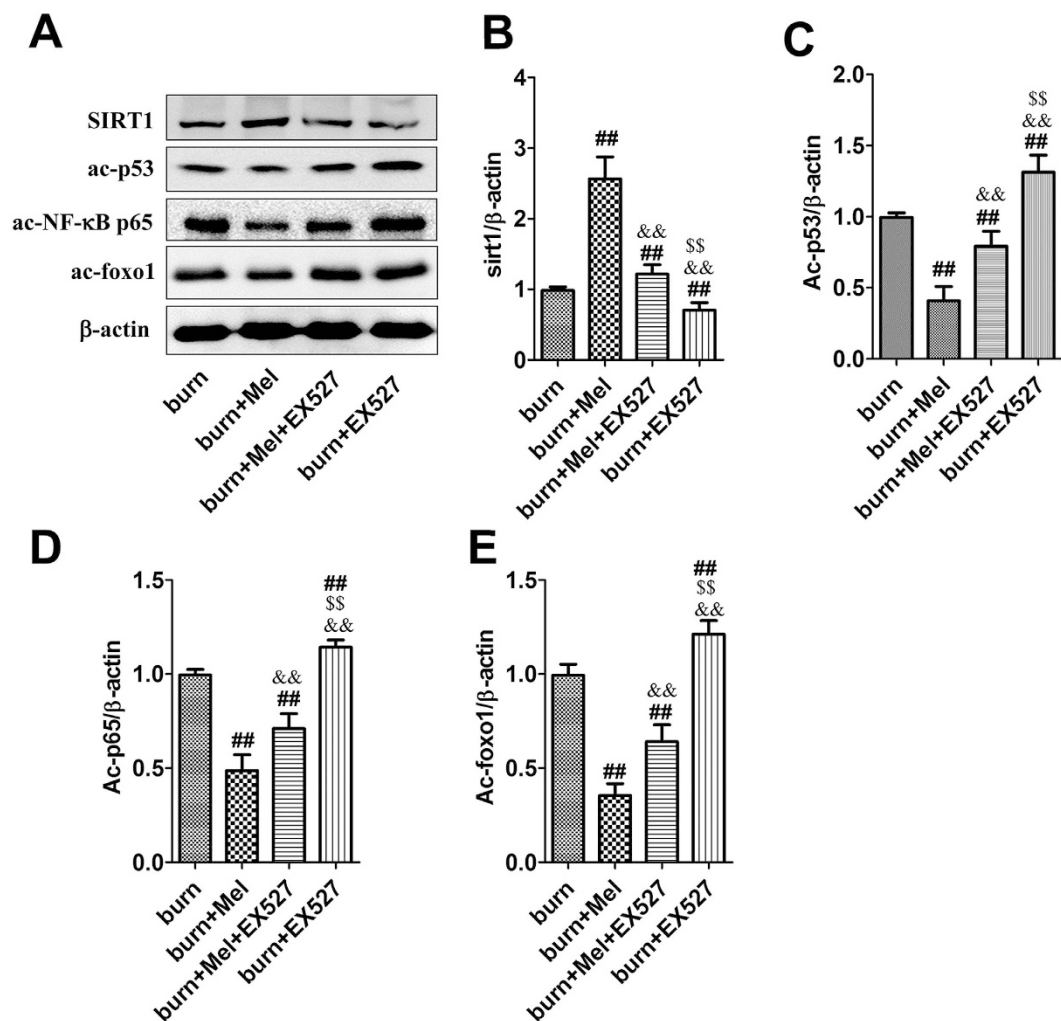 A
SIRT1
ac-p53
ac-NF-κB p65
ac-foxo1
β-actin
burn
burn+Mel
burn+Mel+EX527
burn+EX527
B
sirt1/β-actin
4
3
2
1
0
##
&&
##
$$
&&
##
burn
burn+Mel
burn+Mel+EX527
burn+EX527
C
Ac-p53/β-actin
2.0
1.5
1.0
0.5
0.0
##
&&
##
$$
&&
##
burn
burn+Mel
burn+Mel+EX527
burn+EX527
D
Ac-p65/β-actin
1.5
1.0
0.5
0.0
##
&&
##
##
$$
&&
burn
burn+Mel
burn+Mel+EX527
burn+EX527
E
Ac-foxo1/β-actin
1.5
1.0
0.5
0.0
##
&&
##
##
$$
&&
burn
burn+Mel
burn+Mel+EX527
burn+EX527